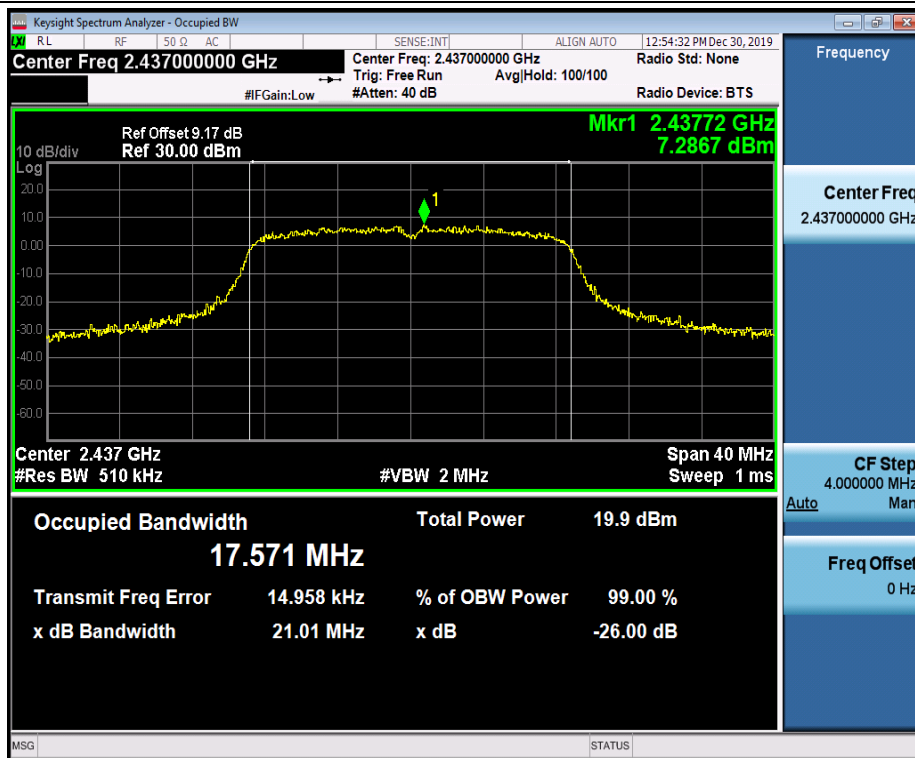 Keysight Spectrum Analyzer - Occupied BW
LXI RL RF 50 Ω AC SENSE:INT ALIGN AUTO 12:54:32 PM Dec 30, 2019
Center Freq 2.437000000 GHz
Center Freq: 2.437000000 GHz
Radio Std: None
Trig: Free Run Avg|Hold: 100/100
#IFGain:Low
#Atten: 40 dB
Radio Device: BTS
Frequency
Mkr1 2.43772 GHz
7.2867 dBm
Ref Offset 9.17 dB
10 dB/div Ref 30.00 dBm
Log
1
20.0
10.0
0.00
-10.0
-20.0
-30.0
-40.0
-50.0
-60.0
Center 2.437 GHz Span 40 MHz
#Res BW 510 kHz #VBW 2 MHz Sweep 1 ms
Center Freq
2.437000000 GHz
CF Step
4.000000 MHz
Auto Man
Freq Offset
0 Hz
Occupied Bandwidth Total Power 19.9 dBm
17.571 MHz
Transmit Freq Error 14.958 kHz % of OBW Power 99.00 %
x dB Bandwidth 21.01 MHz x dB -26.00 dB
MSG STATUS